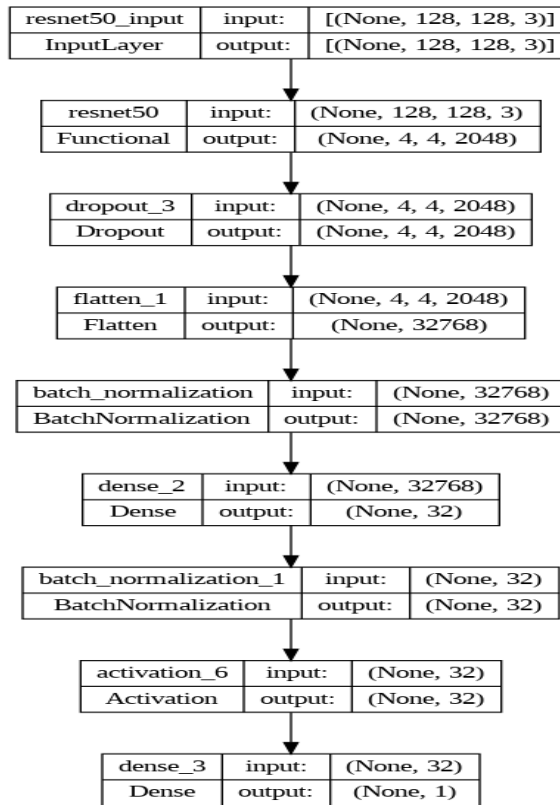 resnet50_input input: [(None, 128, 128, 3)]
InputLayer output: [(None, 128, 128, 3)]
resnet50 input: (None, 128, 128, 3)
Functional output: (None, 4, 4, 2048)
dropout_3 input: (None, 4, 4, 2048)
Dropout output: (None, 4, 4, 2048)
flatten_1 input: (None, 4, 4, 2048)
Flatten output: (None, 32768)
batch_normalization input: (None, 32768)
BatchNormalization output: (None, 32768)
dense_2 input: (None, 32768)
Dense output: (None, 32)
batch_normalization_1 input: (None, 32)
BatchNormalization output: (None, 32)
activation_6 input: (None, 32)
Activation output: (None, 32)
dense_3 input: (None, 32)
Dense output: (None, 1)